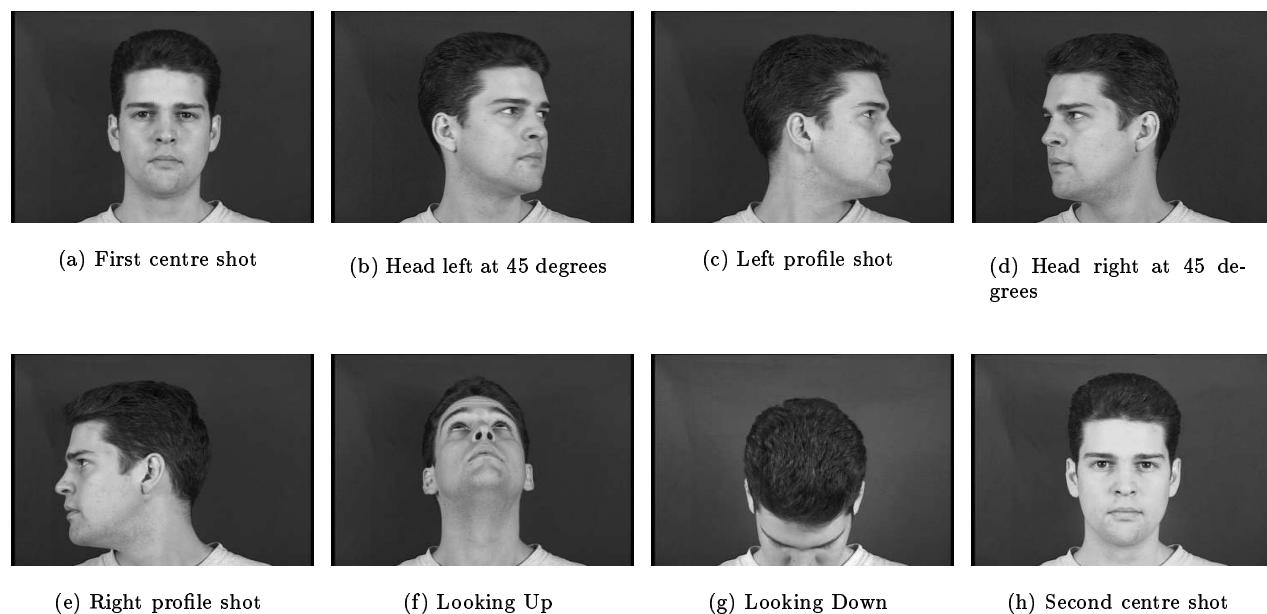 (a) First centre shot
(b) Head left at 45 degrees
(c) Left profile shot
(d) Head right at 45 de-
grees
(e) Right profile shot
(f) Looking Up
(g) Looking Down
(h) Second centre shot